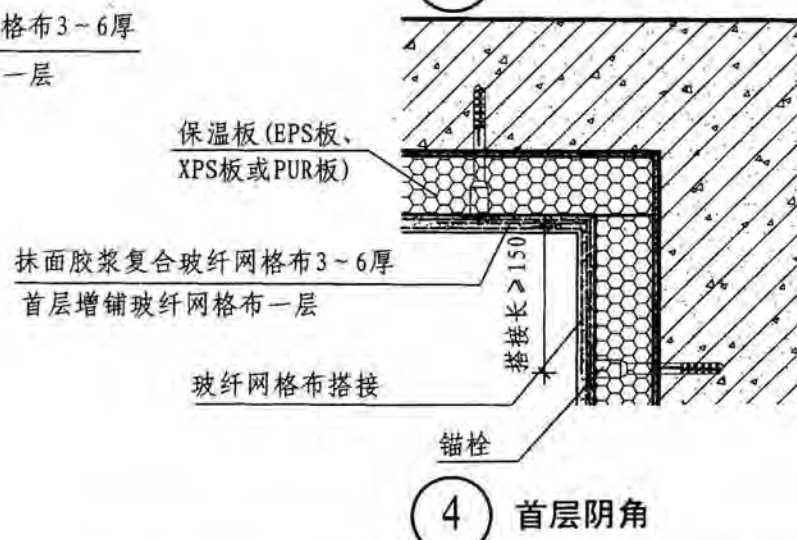 格布3～6厚
一层
保温板(EPS板、
XPS板或PUR板)
抹面胶浆复合玻纤网格布3～6厚
首层增铺玻纤网格布一层
搭接长≥150
玻纤网格布搭接
锚栓
4 首层阴角